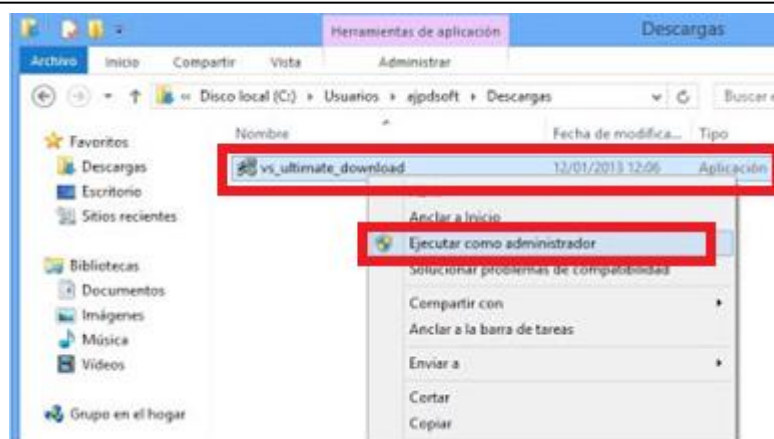 Herramientas de aplicación
Descargas
Archivo Inicio Compartir Vista Administrar
« Disco local (C:) ▸ Usuarios ▸ ajpdsoft ▸ Descargas
Buscar
Nombre Fecha de modifica... Tipo
Favoritos
Descargas
Escritorio
Sitios recientes
Bibliotecas
Documentos
Imágenes
Música
Vídeos
Grupo en el hogar
vs_ultimate_download 12/01/2013 12:06 Aplicación
Anclar a Inicio
Ejecutar como administrador
Solucionar problemas de compatibilidad
Compartir con
Anclar a la barra de tareas
Enviar a
Cortar
Copiar